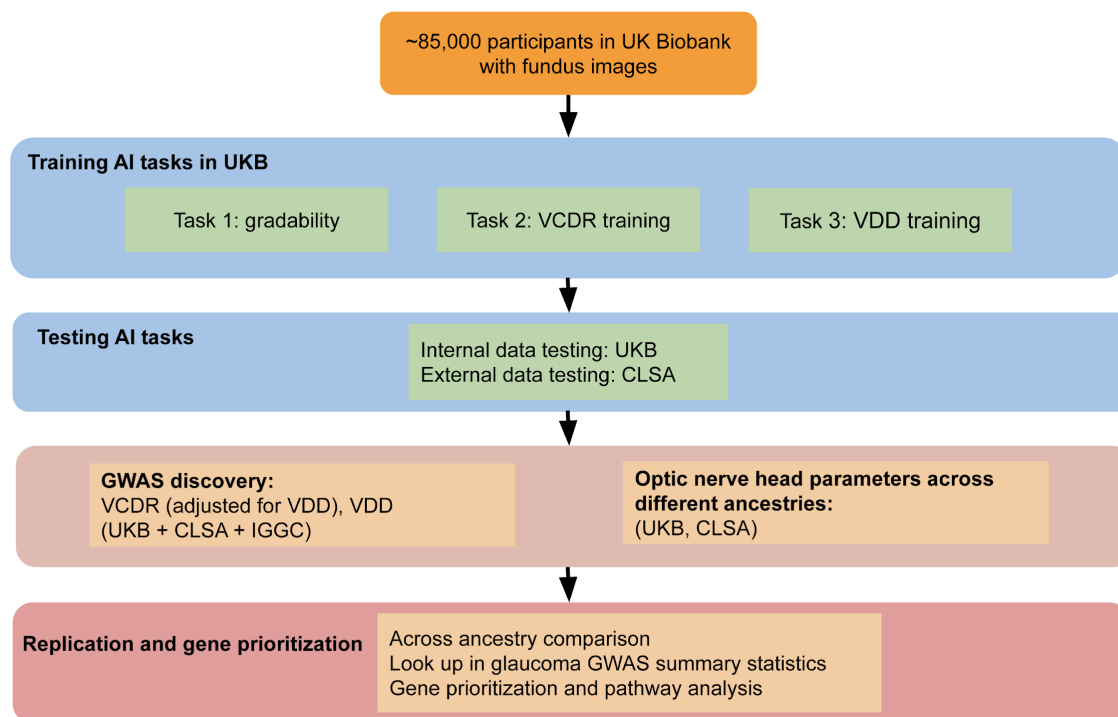 ~85,000 participants in UK Biobank
with fundus images
Training AI tasks in UKB
Task 1: gradability
Task 2: VCDR training
Task 3: VDD training
Testing AI tasks
Internal data testing: UKB
External data testing: CLSA
GWAS discovery:
VCDR (adjusted for VDD), VDD
(UKB + CLSA + IGGC)
Optic nerve head parameters across
different ancestries:
(UKB, CLSA)
Replication and gene prioritization
Across ancestry comparison
Look up in glaucoma GWAS summary statistics
Gene prioritization and pathway analysis